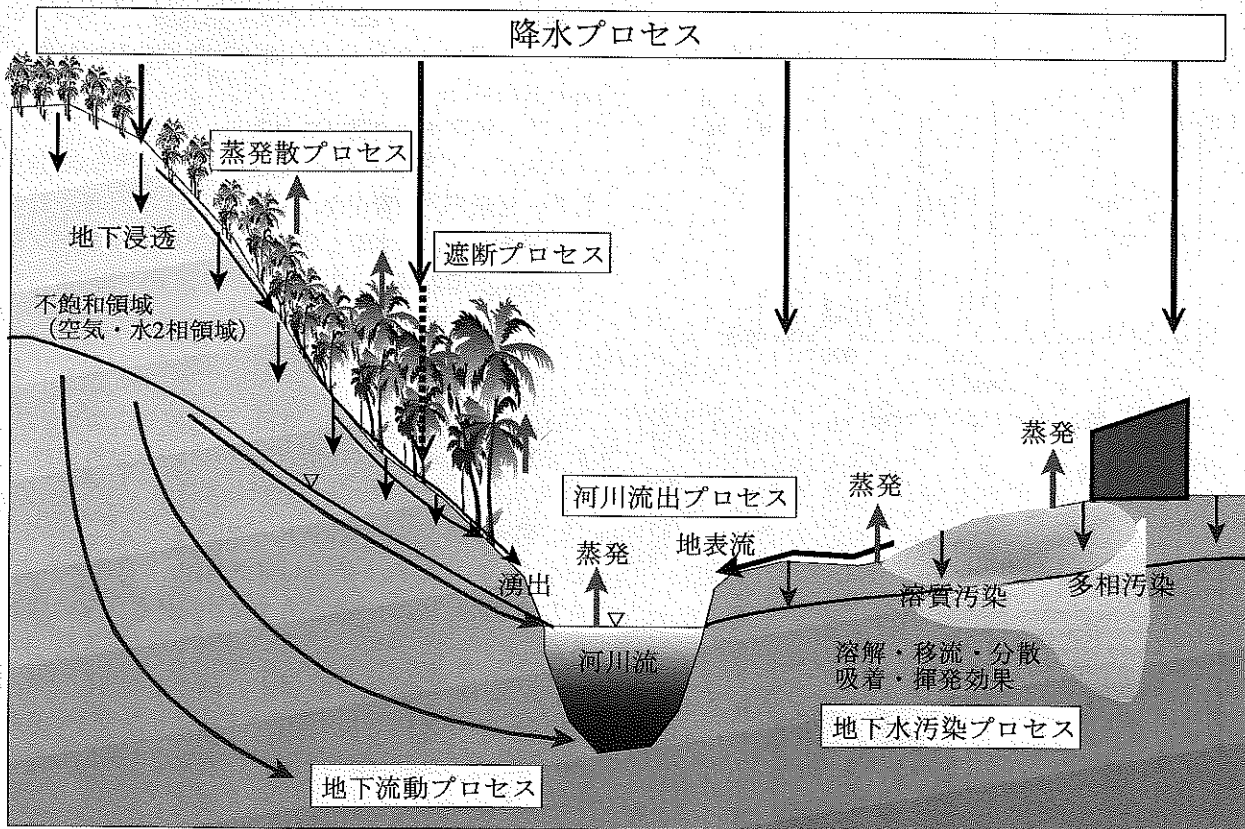 降水プロセス
蒸発散プロセス
地下浸透
遮断プロセス
不飽和領域
(空気・水2相領域)
蒸発
河川流出プロセス
蒸発
地表流
蒸発
湧出
溶質汚染
多相汚染
河川流
溶解・移流・分散
吸着・揮発効果
地下水汚染プロセス
地下流動プロセス